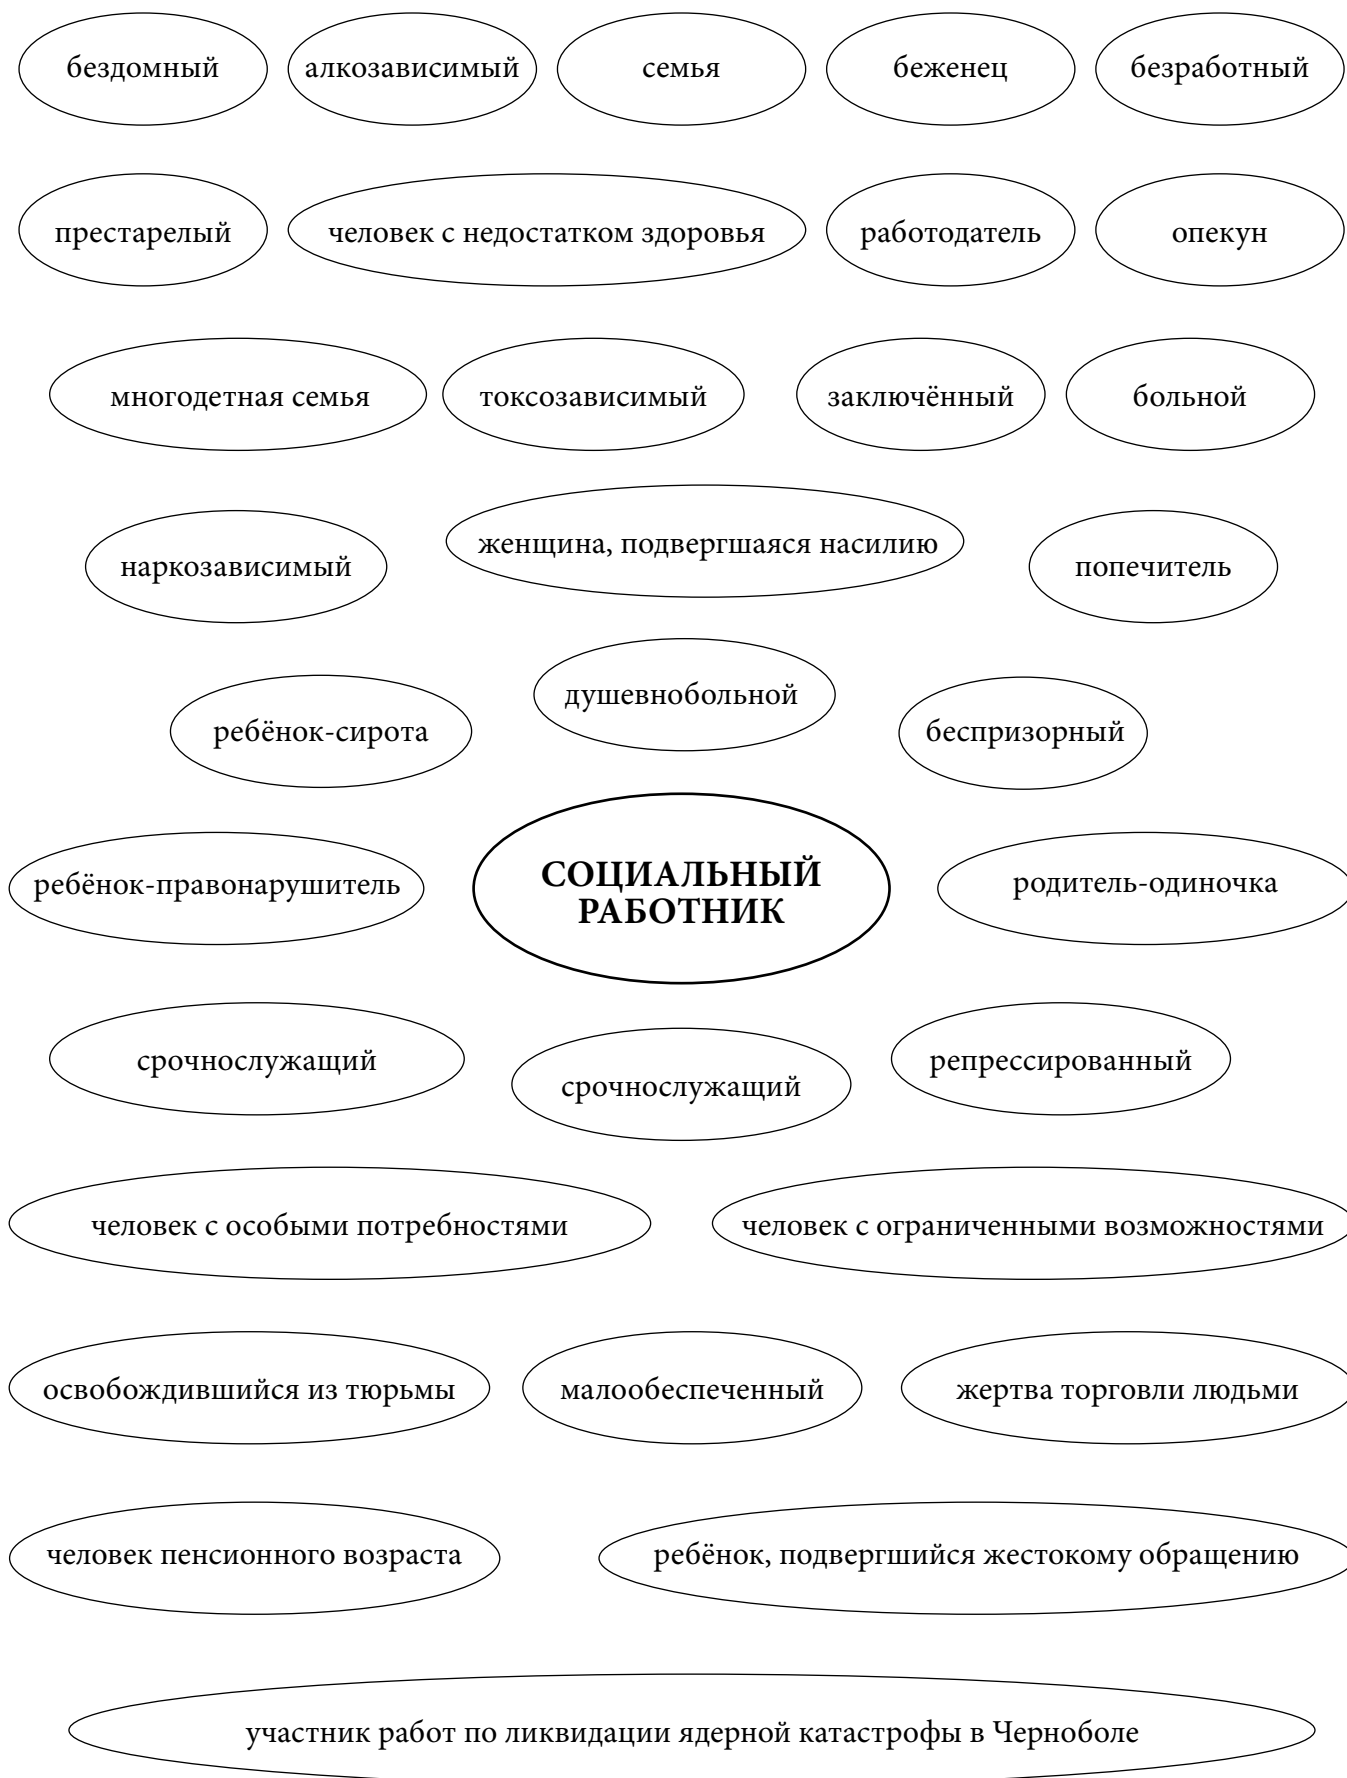 бездомный
алкозависимый
семья
беженец
безработный
престарелый
человек с недостатком здоровья
работодатель
опекун
многодетная семья
токсозависимый
заключённый
больной
наркозависимый
женщина, подвергшаяся насилию
попечитель
ребёнок-сирота
душевнобольной
беспризорный
ребёнок-правонарушитель
СОЦИАЛЬНЫЙ
РАБОТНИК
родитель-одиночка
срочнослужащий
срочнослужащий
репрессированный
человек с особыми потребностями
человек с ограниченными возможностями
освобождившийся из тюрьмы
малообеспеченный
жертва торговли людьми
человек пенсионного возраста
ребёнок, подвергшийся жестокому обращению
участник работ по ликвидации ядерной катастрофы в Черноболе